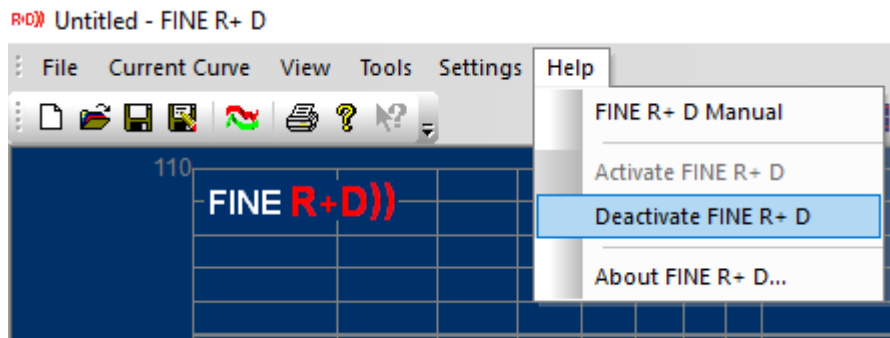 R+D)) Untitled - FINE R+ D
File Current Curve View Tools Settings Help
FINE R+ D Manual
Activate FINE R+ D
Deactivate FINE R+ D
About FINE R+ D...
110
FINE R+D))